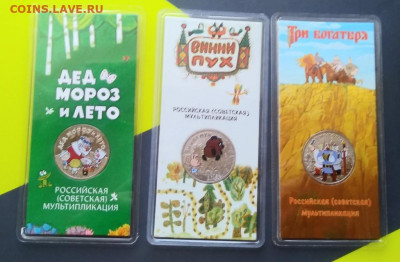 COINS.LAVE.RU
ДЕД
МОРОЗ
И ЛЕТО
РОССИЙСКАЯ
(СОВЕТСКАЯ)
МУЛЬТИПЛИКАЦИЯ
ВИННИ
ПУХ
РОССИЙСКАЯ (СОВЕТСКАЯ)
МУЛЬТИПЛИКАЦИЯ
Три богатыря
Российская (советская)
мультипликация